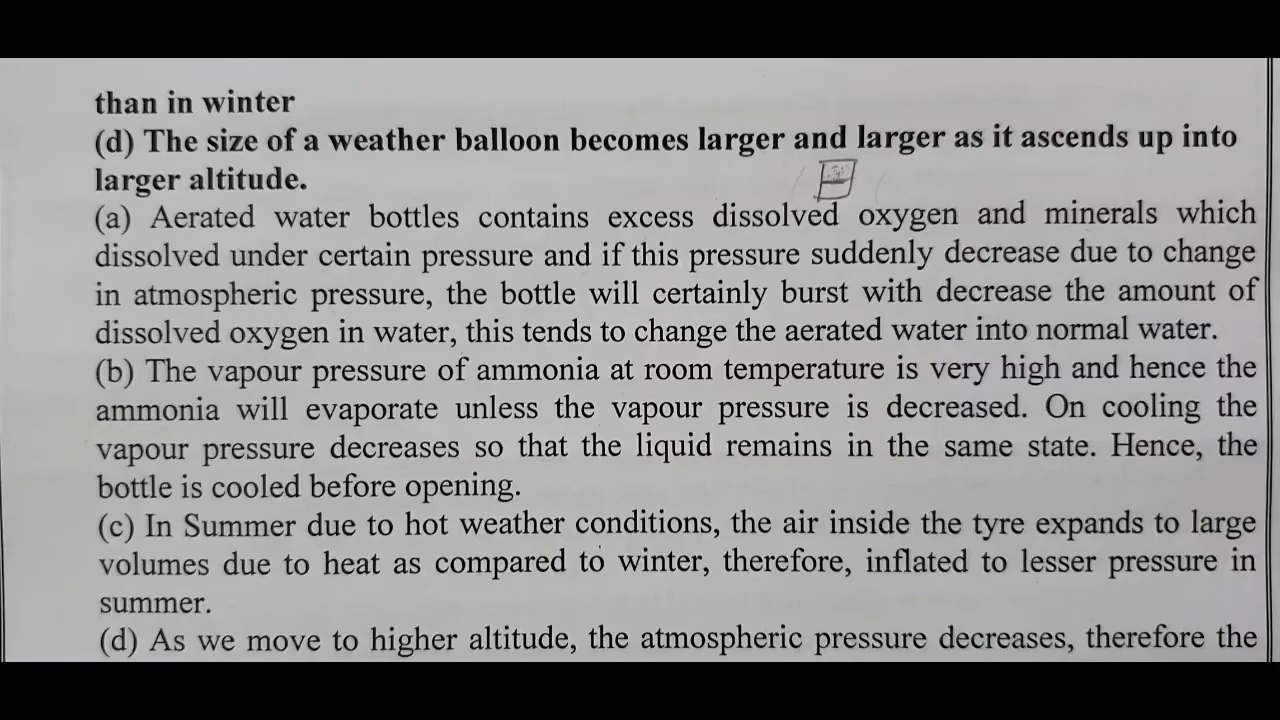 than in winter
(d) The size of a weather balloon becomes larger and larger as it ascends up into
larger altitude.
(a) Aerated water bottles contains excess dissolved oxygen and minerals which
dissolved under certain pressure and if this pressure suddenly decrease due to change
in atmospheric pressure, the bottle will certainly burst with decrease the amount of
dissolved oxygen in water, this tends to change the aerated water into normal water.
(b) The vapour pressure of ammonia at room temperature is very high and hence the
ammonia will evaporate unless the vapour pressure is decreased. On cooling the
vapour pressure decreases so that the liquid remains in the same state. Hence, the
bottle is cooled before opening.
(c) In Summer due to hot weather conditions, the air inside the tyre expands to large
volumes due to heat as compared to winter, therefore, inflated to lesser pressure in
summer.
(d) As we move to higher altitude, the atmospheric pressure decreases, therefore the